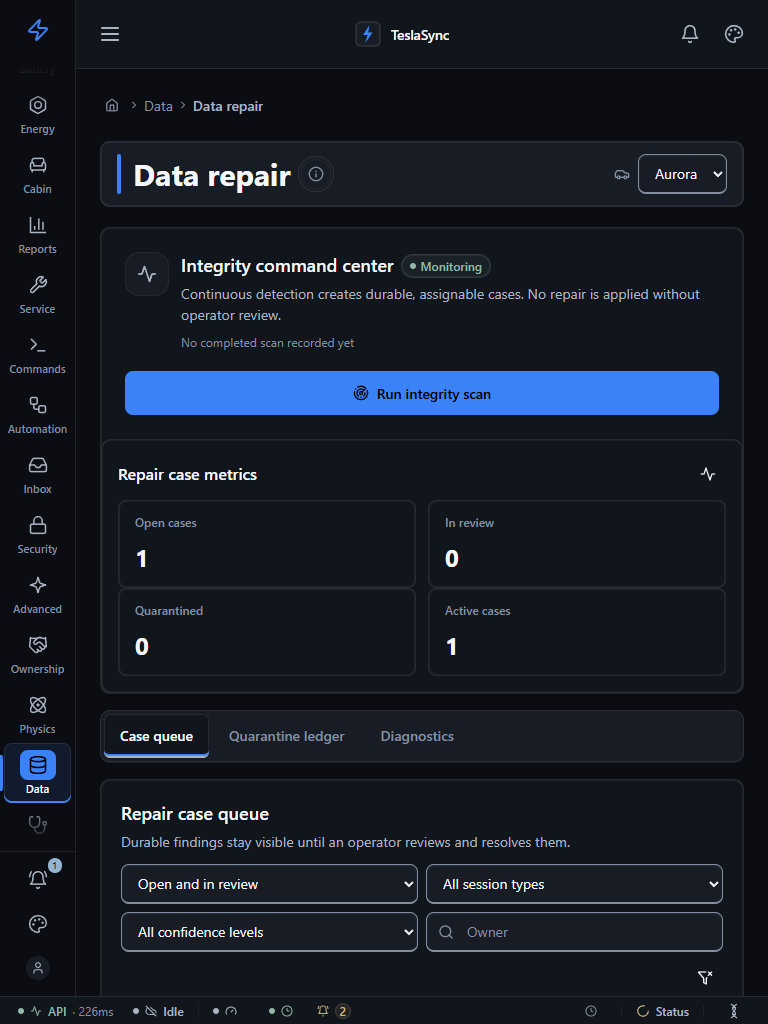 TeslaSync
Battery
Energy
Cabin
Reports
Service
Commands
Automation
Inbox
Security
Advanced
Ownership
Physics
Data
1
Data
Data repair
Data repair
Aurora
Integrity command center
Monitoring
Continuous detection creates durable, assignable cases. No repair is applied without
operator review.
No completed scan recorded yet
Run integrity scan
Repair case metrics
Open cases
1
In review
0
Quarantined
0
Active cases
1
Case queue
Quarantine ledger
Diagnostics
Repair case queue
Durable findings stay visible until an operator reviews and resolves them.
Open and in review
All session types
All confidence levels
Owner
API · 226ms
Idle
2
Status